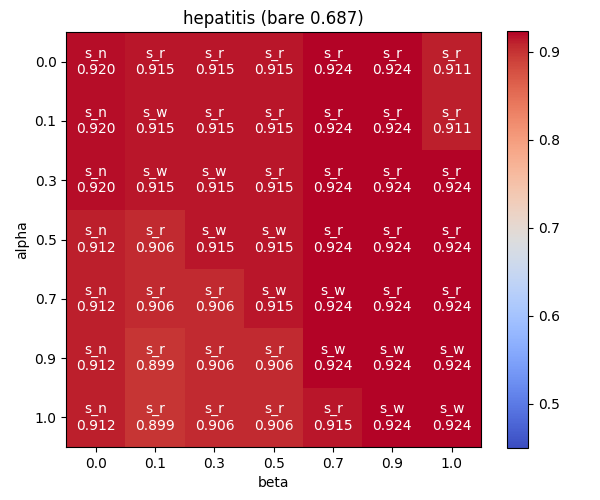 hepatitis (bare 0.687)
alpha
0.0 s_n s_r s_r s_r s_r s_r s_r
0.920 0.915 0.915 0.915 0.924 0.924 0.911
0.1 s_n s_w s_r s_r s_r s_r s_r
0.920 0.915 0.915 0.915 0.924 0.924 0.911
0.3 s_n s_w s_w s_r s_r s_r s_r
0.920 0.915 0.915 0.915 0.924 0.924 0.924
0.5 s_n s_r s_w s_w s_r s_r s_r
0.912 0.906 0.915 0.915 0.924 0.924 0.924
0.7 s_n s_r s_r s_w s_w s_r s_r
0.912 0.906 0.906 0.915 0.924 0.924 0.924
0.9 s_n s_r s_r s_r s_w s_w s_w
0.912 0.899 0.906 0.906 0.924 0.924 0.924
1.0 s_n s_r s_r s_r s_r s_w s_w
0.912 0.899 0.906 0.906 0.915 0.924 0.924
0.0 0.1 0.3 0.5 0.7 0.9 1.0
beta
0.9
0.8
0.7
0.6
0.5